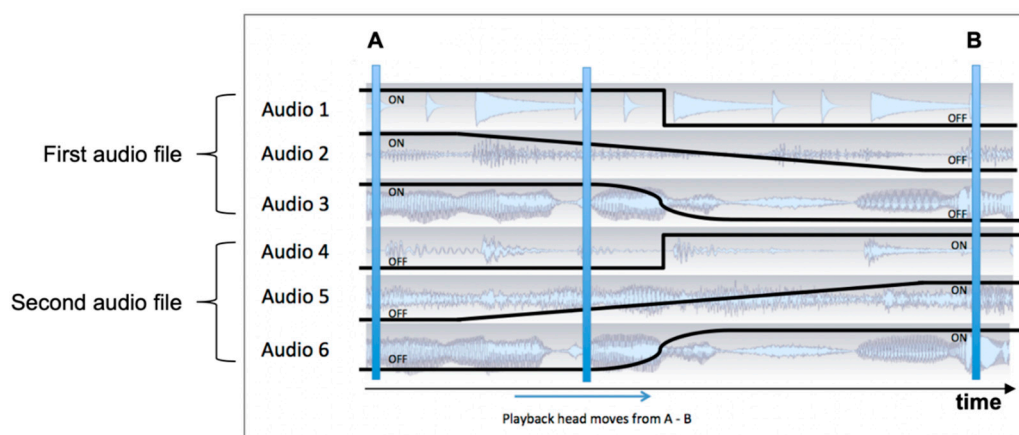 A
B
First audio file
Audio 1
ON
OFF
Audio 2
ON
OFF
Audio 3
ON
OFF
Second audio file
Audio 4
OFF
ON
Audio 5
OFF
ON
Audio 6
OFF
ON
time
Playback head moves from A - B